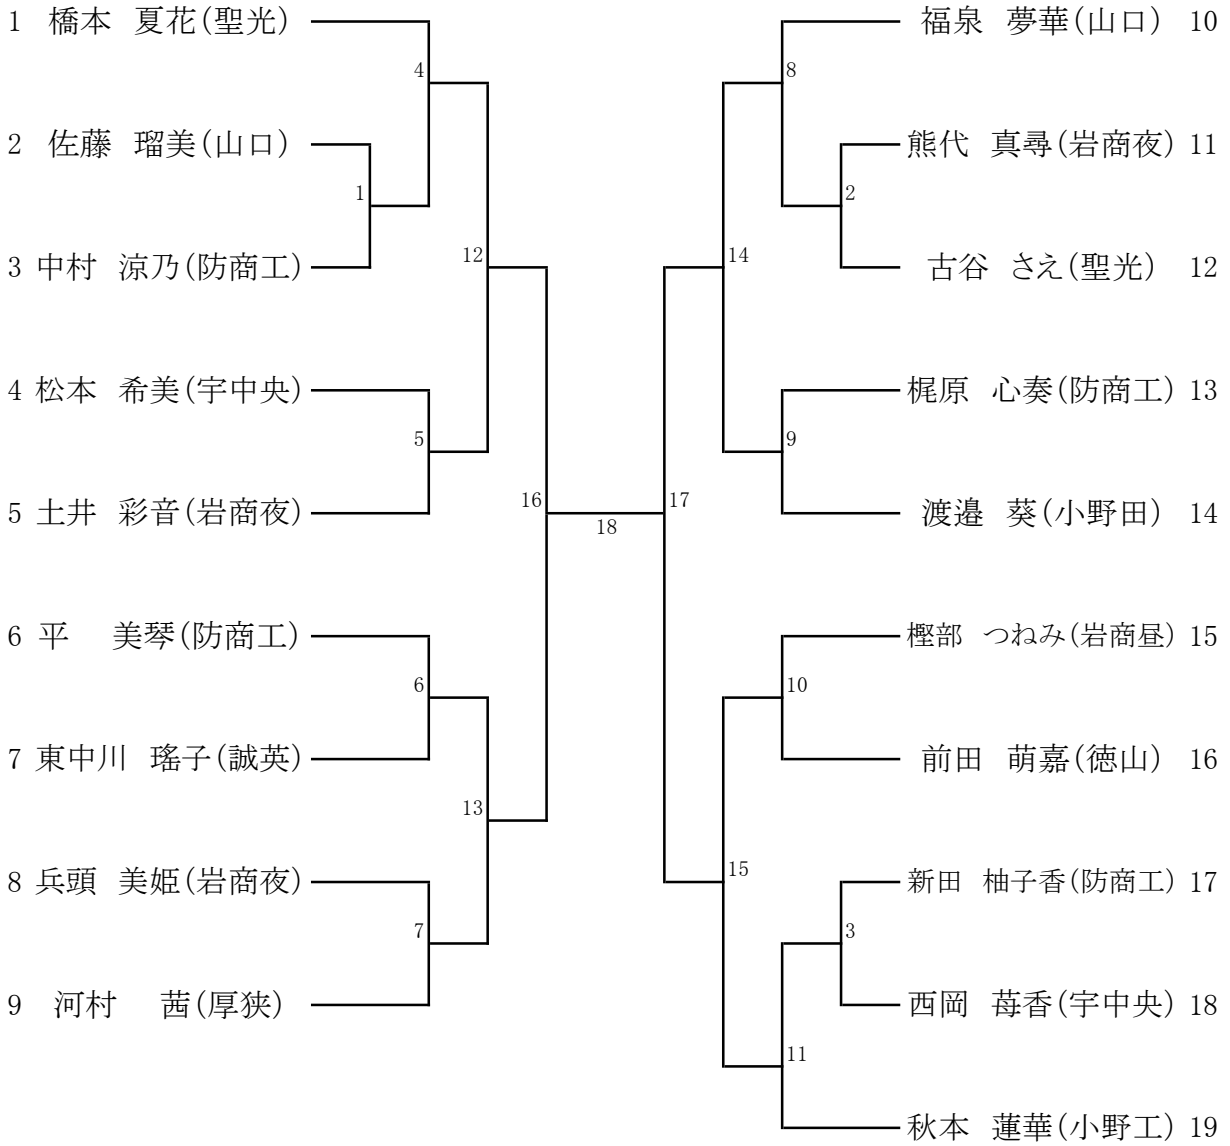 1 橋本 夏花(聖光)
2 佐藤 瑠美(山口)
3 中村 涼乃(防商工)
4 松本 希美(宇中央)
5 土井 彩音(岩商夜)
6 平 美琴(防商工)
7 東中川 瑤子(誠英)
8 兵頭 美姫(岩商夜)
9 河村 茜(厚狭)
4
1
12
5
16
6
13
7
18
8
2
14
9
17
10
15
3
11
福泉 夢華(山口) 10
熊代 真尋(岩商夜) 11
古谷 さえ(聖光) 12
梶原 心奏(防商工) 13
渡邉 葵(小野田) 14
樫部 つねみ(岩商昼) 15
前田 萌嘉(徳山) 16
新田 柚子香(防商工) 17
西岡 苺香(宇中央) 18
秋本 蓮華(小野工) 19